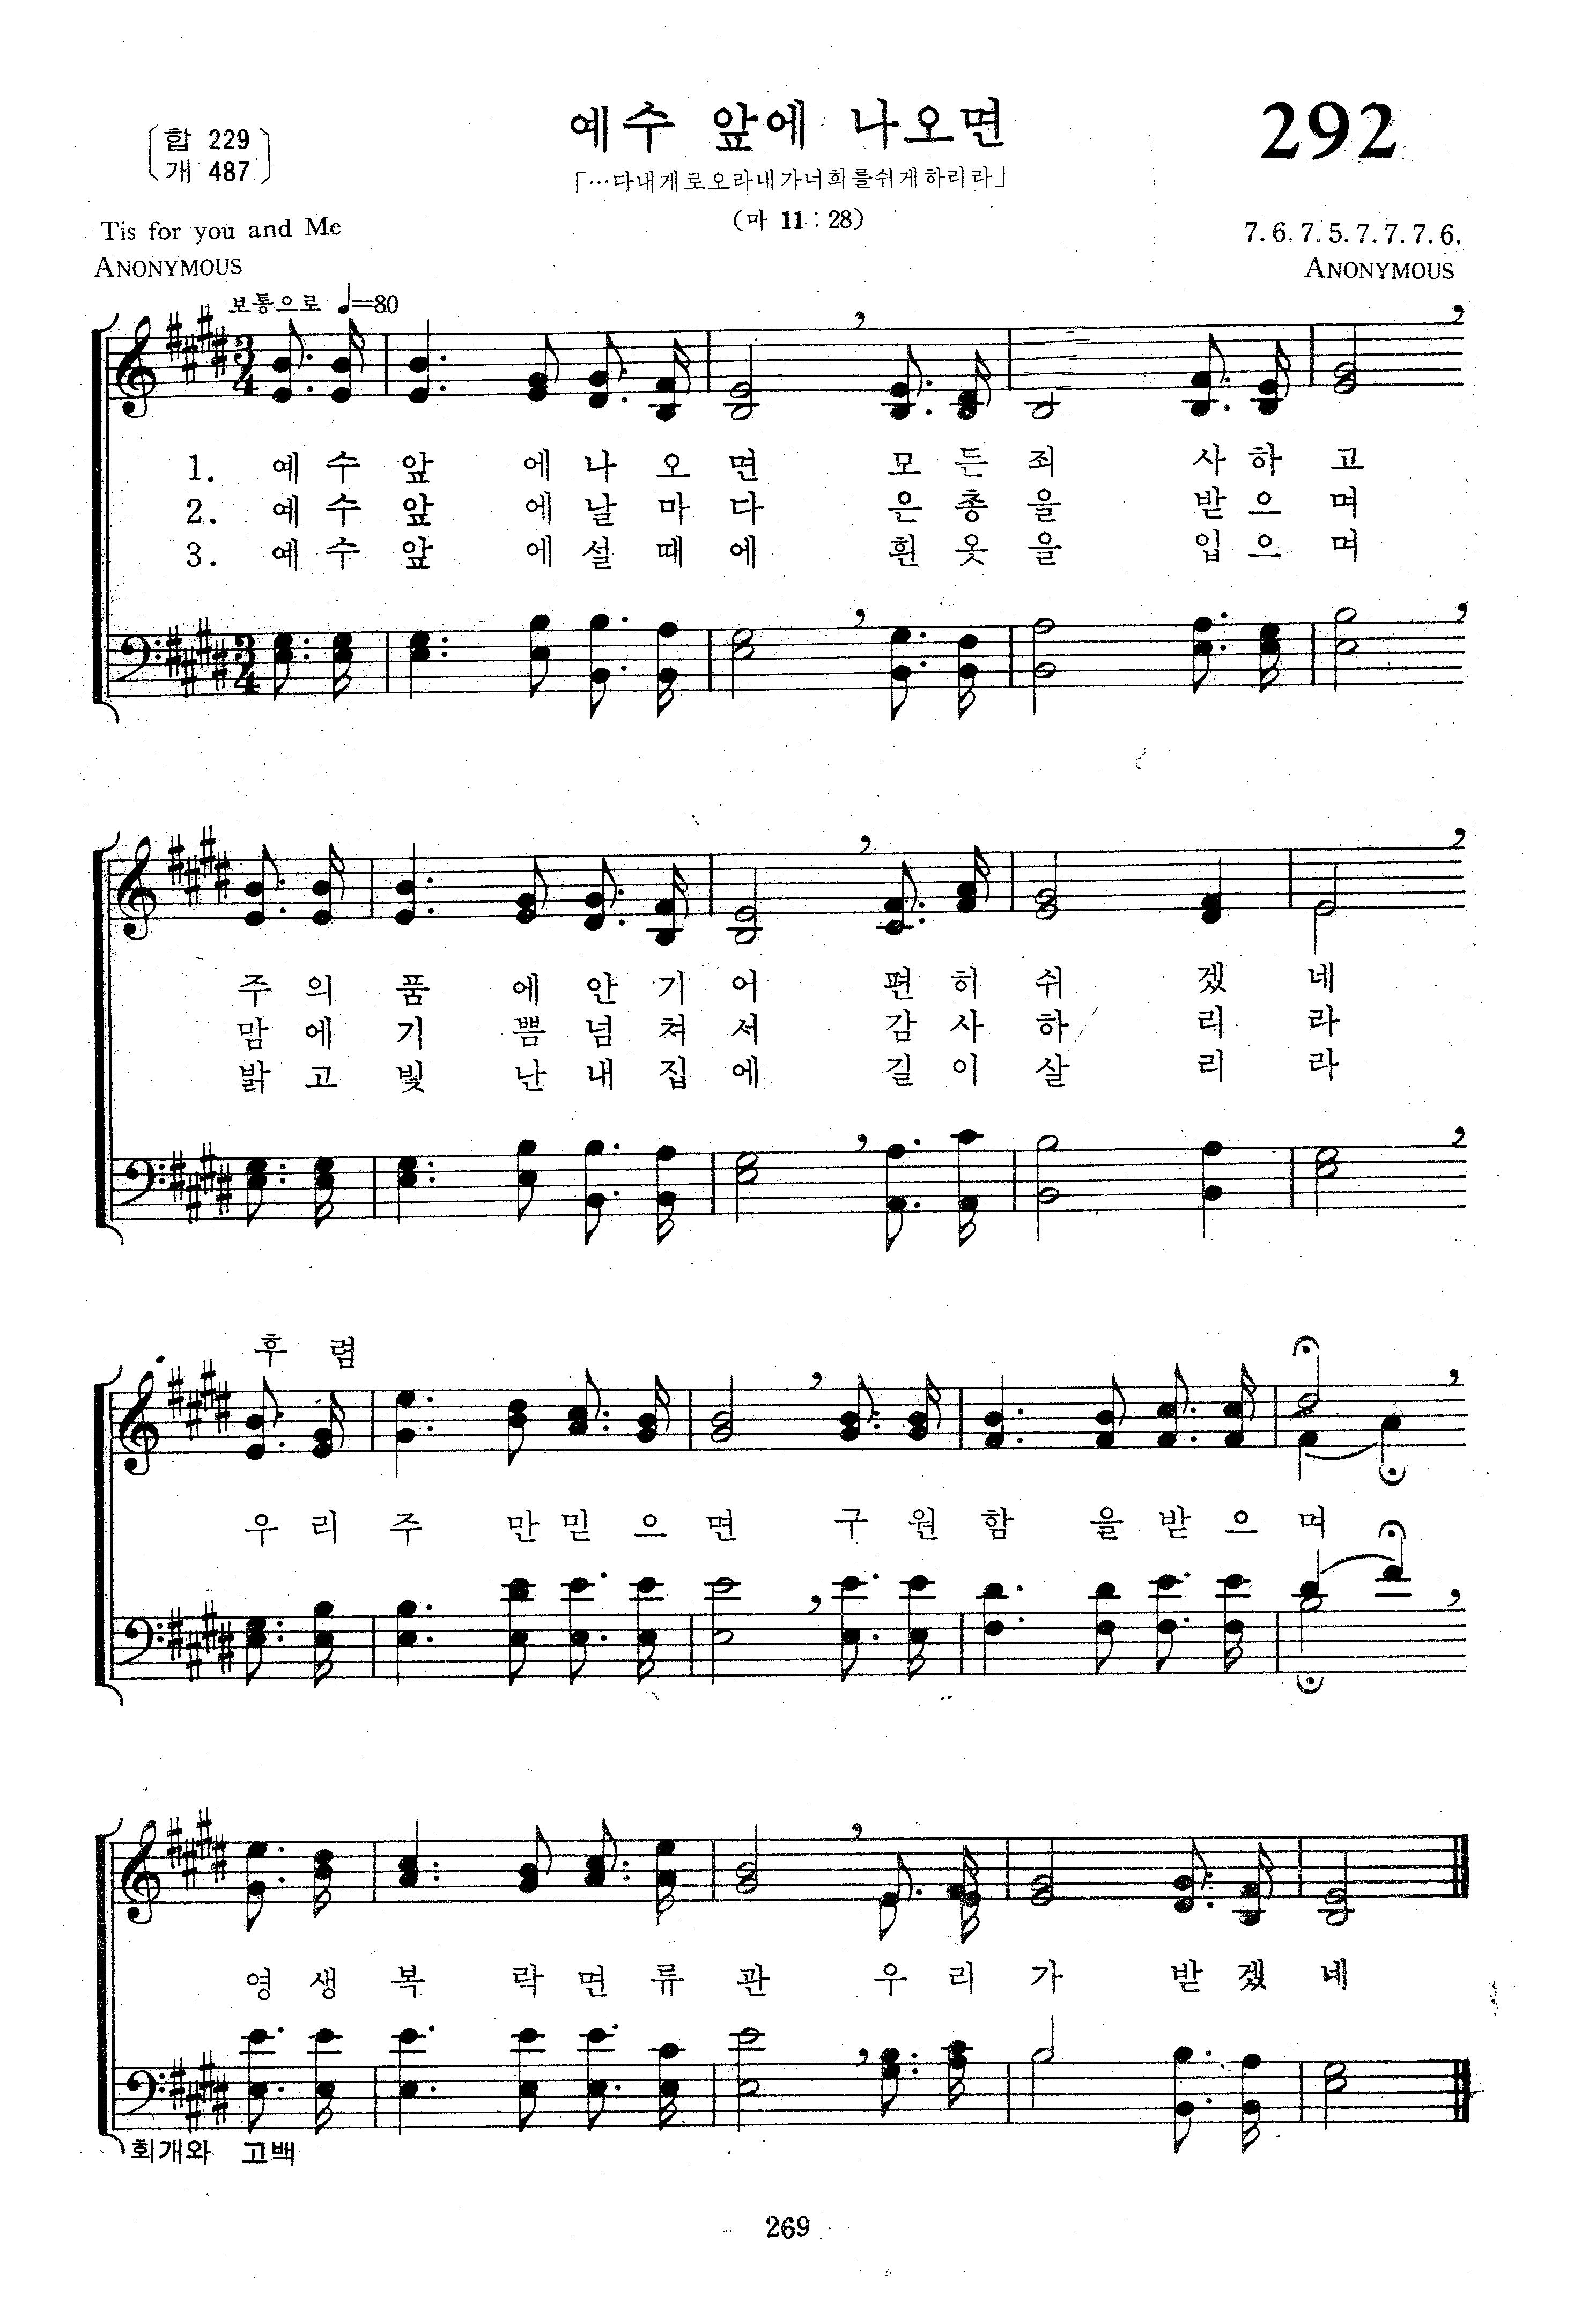 합 229
개 487
예수 앞에 나오면
292
「…다내게로오라내가너희를쉬게하리라」
(마 11 : 28)
Tis for you and Me
7. 6. 7. 5. 7. 7. 7. 6.
ANONYMOUS
ANONYMOUS
보통으로 ♩=80
1. 예 수 앞 에 나 오 면 모 든 죄 사 하 고
2. 예 수 앞 에 날 마 다 은 총 을 받 으 며
3. 예 수 앞 에 설 때 에 흰 옷 을 입 으 며
주 의 품 에 안 기 어 편 히 쉬 겠 네
맘 에 기 쁨 넘 쳐 서 감 사 하 리 라
밝 고 빛 난 내 집 에 길 이 살 리 라
후 렴
우 리 주 만 믿 으 면 구 원 함 을 받 으 며
영 생 복 락 면 류 관 우 리 가 받 겠 네
회개와 고백
269